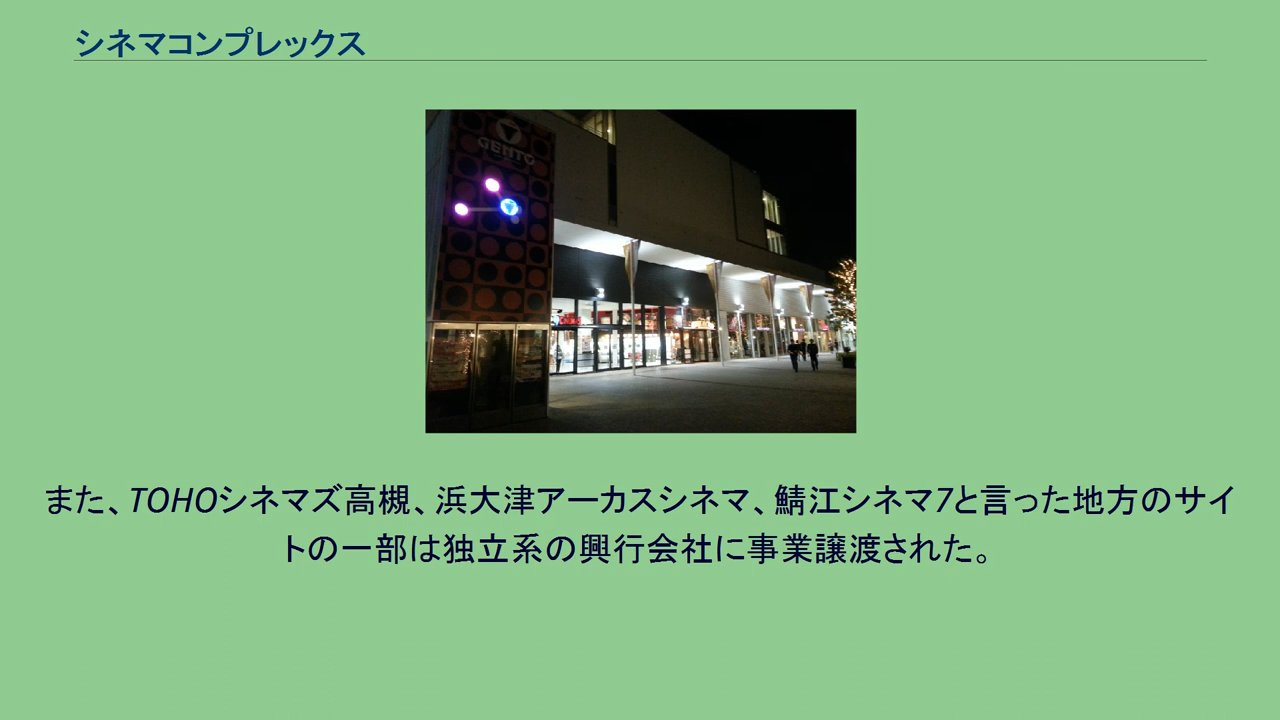 シネマコンプレックス
GENTO
また、TOHOシネマズ高槻、浜大津アーカスシネマ、鯖江シネマ7と言った地方のサイ
トの一部は独立系の興行会社に事業譲渡された。